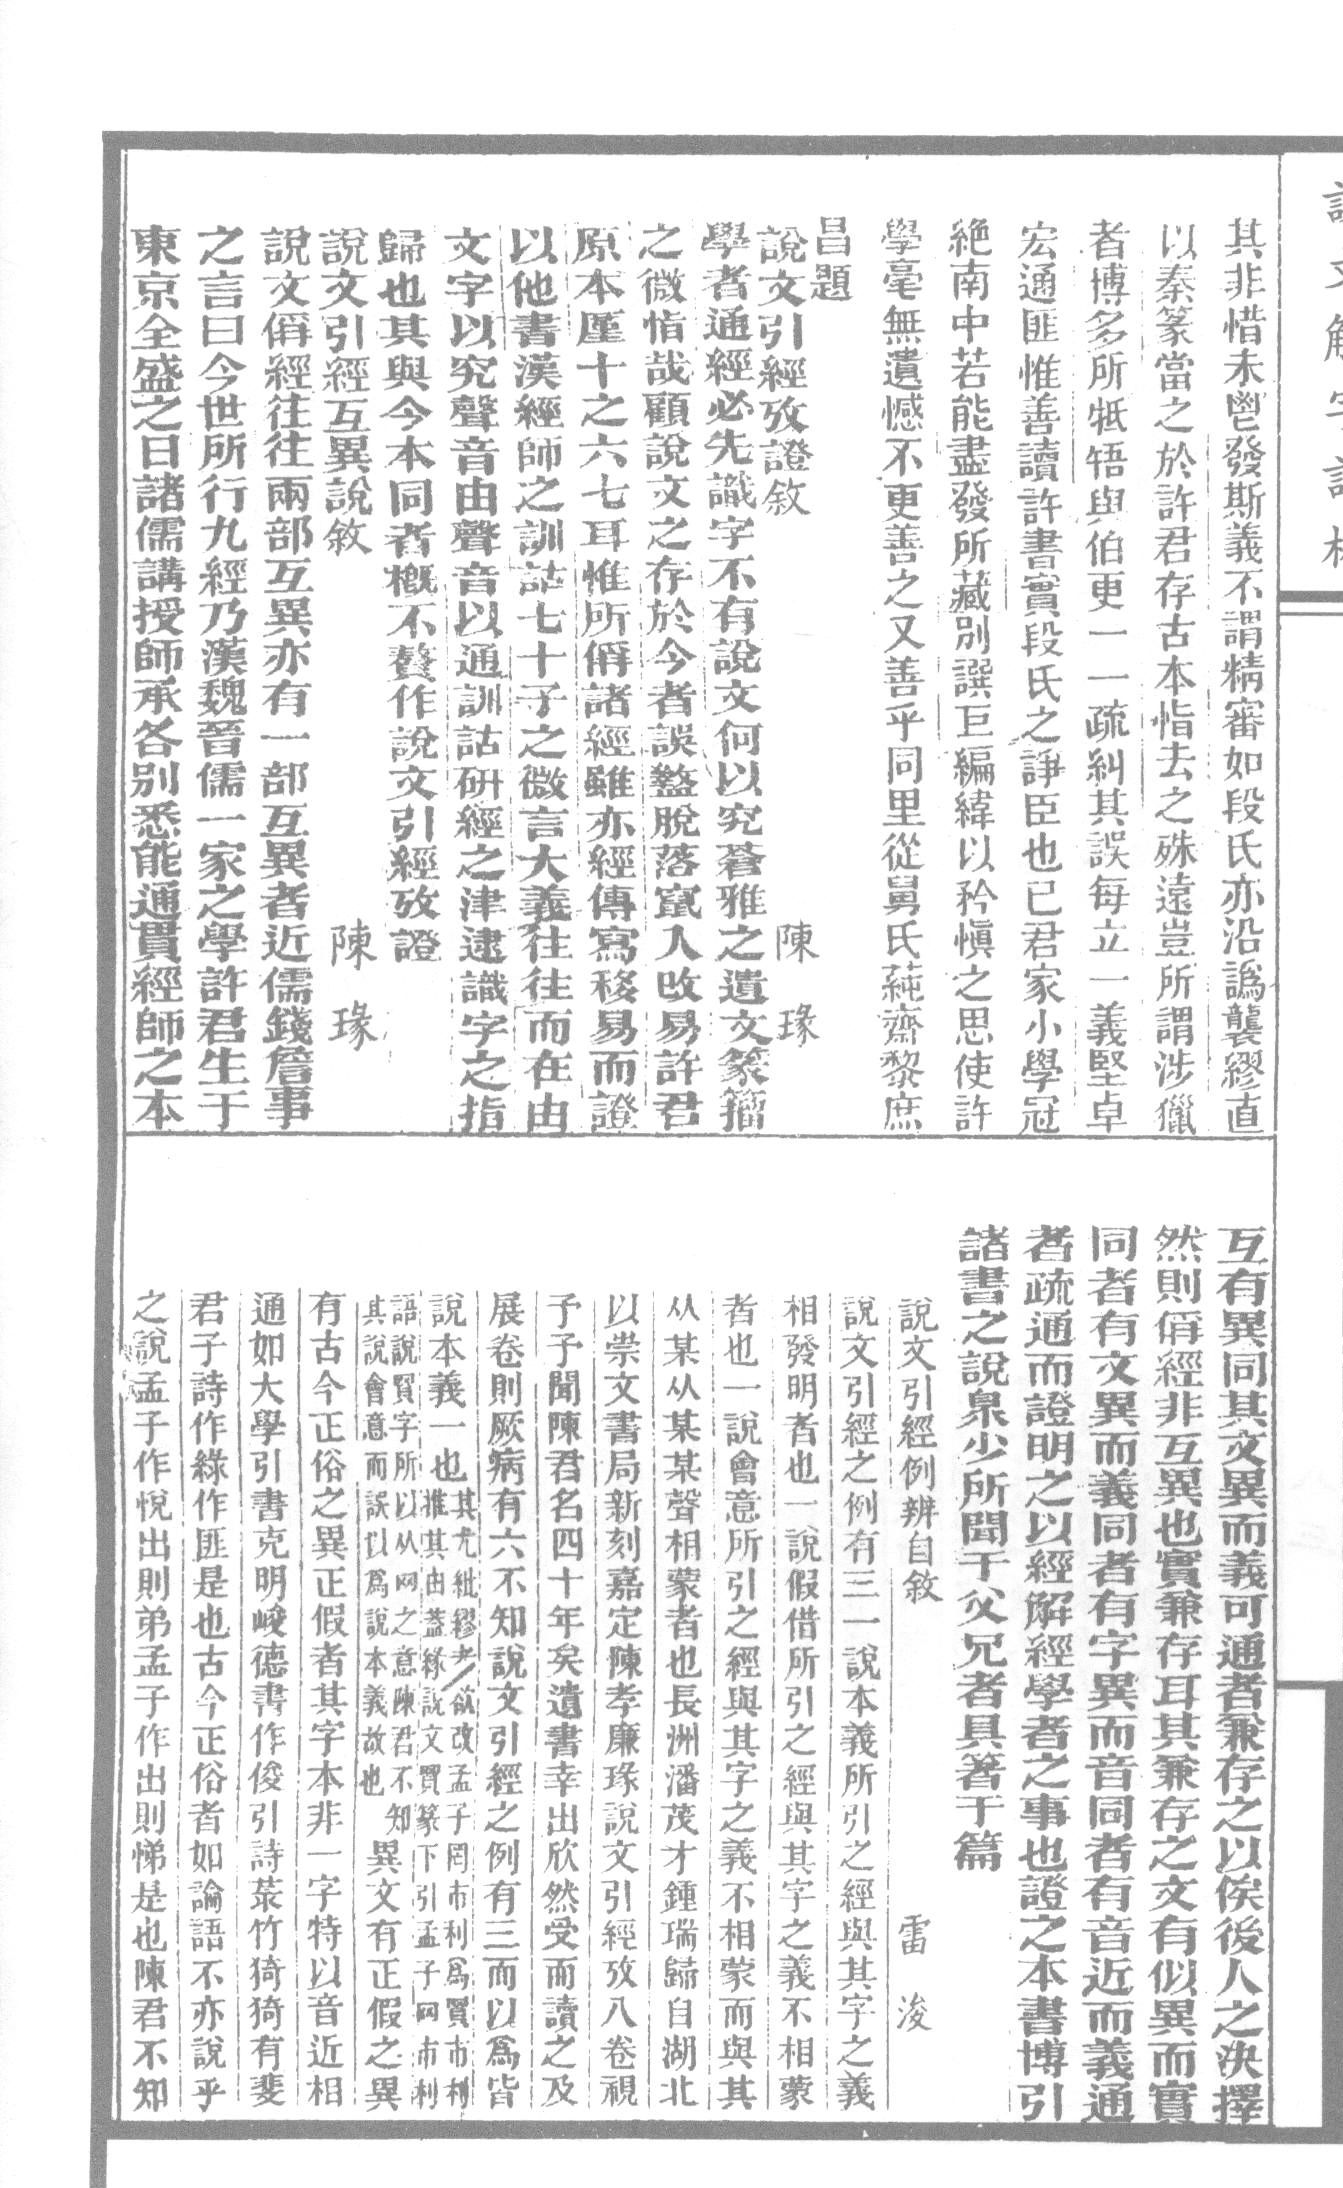 其非惜未鬯發斯義不謂精審如段氏亦沿譌襲繆直
以秦篆當之於許君存古本恉去之殊遠豈所謂涉獵
者博多所牴牾與伯更一一疏糾其誤每立一義堅卓
宏通匪惟善讀許書實段氏之諍臣也已君家小學冠
絶南中若能盡發所藏別譔巨編緯以矜愼之思使許
學毫無遺憾不更善之又善乎同里從舅氏蒓齋黎庶
昌題
說文引經攷證敘 陳瑑
學者通經必先識字不有說文何以究蒼雅之遺文篆籀
之微恉哉顧說文之存於今者誤盭脫落竄人改易許君
原本厪十之六七耳惟所偁諸經雖亦經傳寫移易而證
以他書漢經師之訓詁七十子之微言大義往往而在由
文字以究聲音由聲音以通訓詁硏經之津逮識字之指
歸也其與今本同者槪不贅作說文引經攷證
說文引經互異說敘 陳瑑
說文偁經往往兩部互異亦有一部互異者近儒錢詹事
之言曰今世所行九經乃漢魏晉儒一家之學許君生于
東京全盛之日諸儒講授師承各別悉能通貫經師之本
互有異同其文異而義可通者兼存之以俟後人之決擇
然則偁經非互異也實兼存耳其兼存之文有似異而實
同者有文異而義同者有字異而音同者有音近而義通
者疏通而證明之以經解經學者之事也證之本書博引
諸書之說臮少所聞于父兄者具箸于篇
說文引經例辨自敘 雷浚
說文引經之例有三一說本義所引之經與其字之義
相發明者也一說假借所引之經與其字之義不相蒙
者也一說會意所引之經與其字之義不相蒙而與其
从某从某某聲相蒙者也長洲潘茂才鍾瑞歸自湖北
以崇文書局新刻嘉定陳孝廉瑑說文引經攷八卷視
予予聞陳君名四十年矣遺書幸出欣然受而讀之及
展卷則厥病有六不知說文引經之例有三而以爲皆
說本義一也其尤紕繆者欲改孟子罔市利爲買市利
推其由蓋緣說文買篆下引孟子网市利
語說買字所以从网之意陳君不知
其說會意而誤以爲說本義故也異文有正假之異
有古今正俗之異正假者其字本非一字特以音近相
通如大學引書克明峻德書作俊引詩菉竹猗猗有斐
君子詩作綠作匪是也古今正俗者如論語不亦說乎
之說孟子作悅出則弟孟子作出則悌是也陳君不知